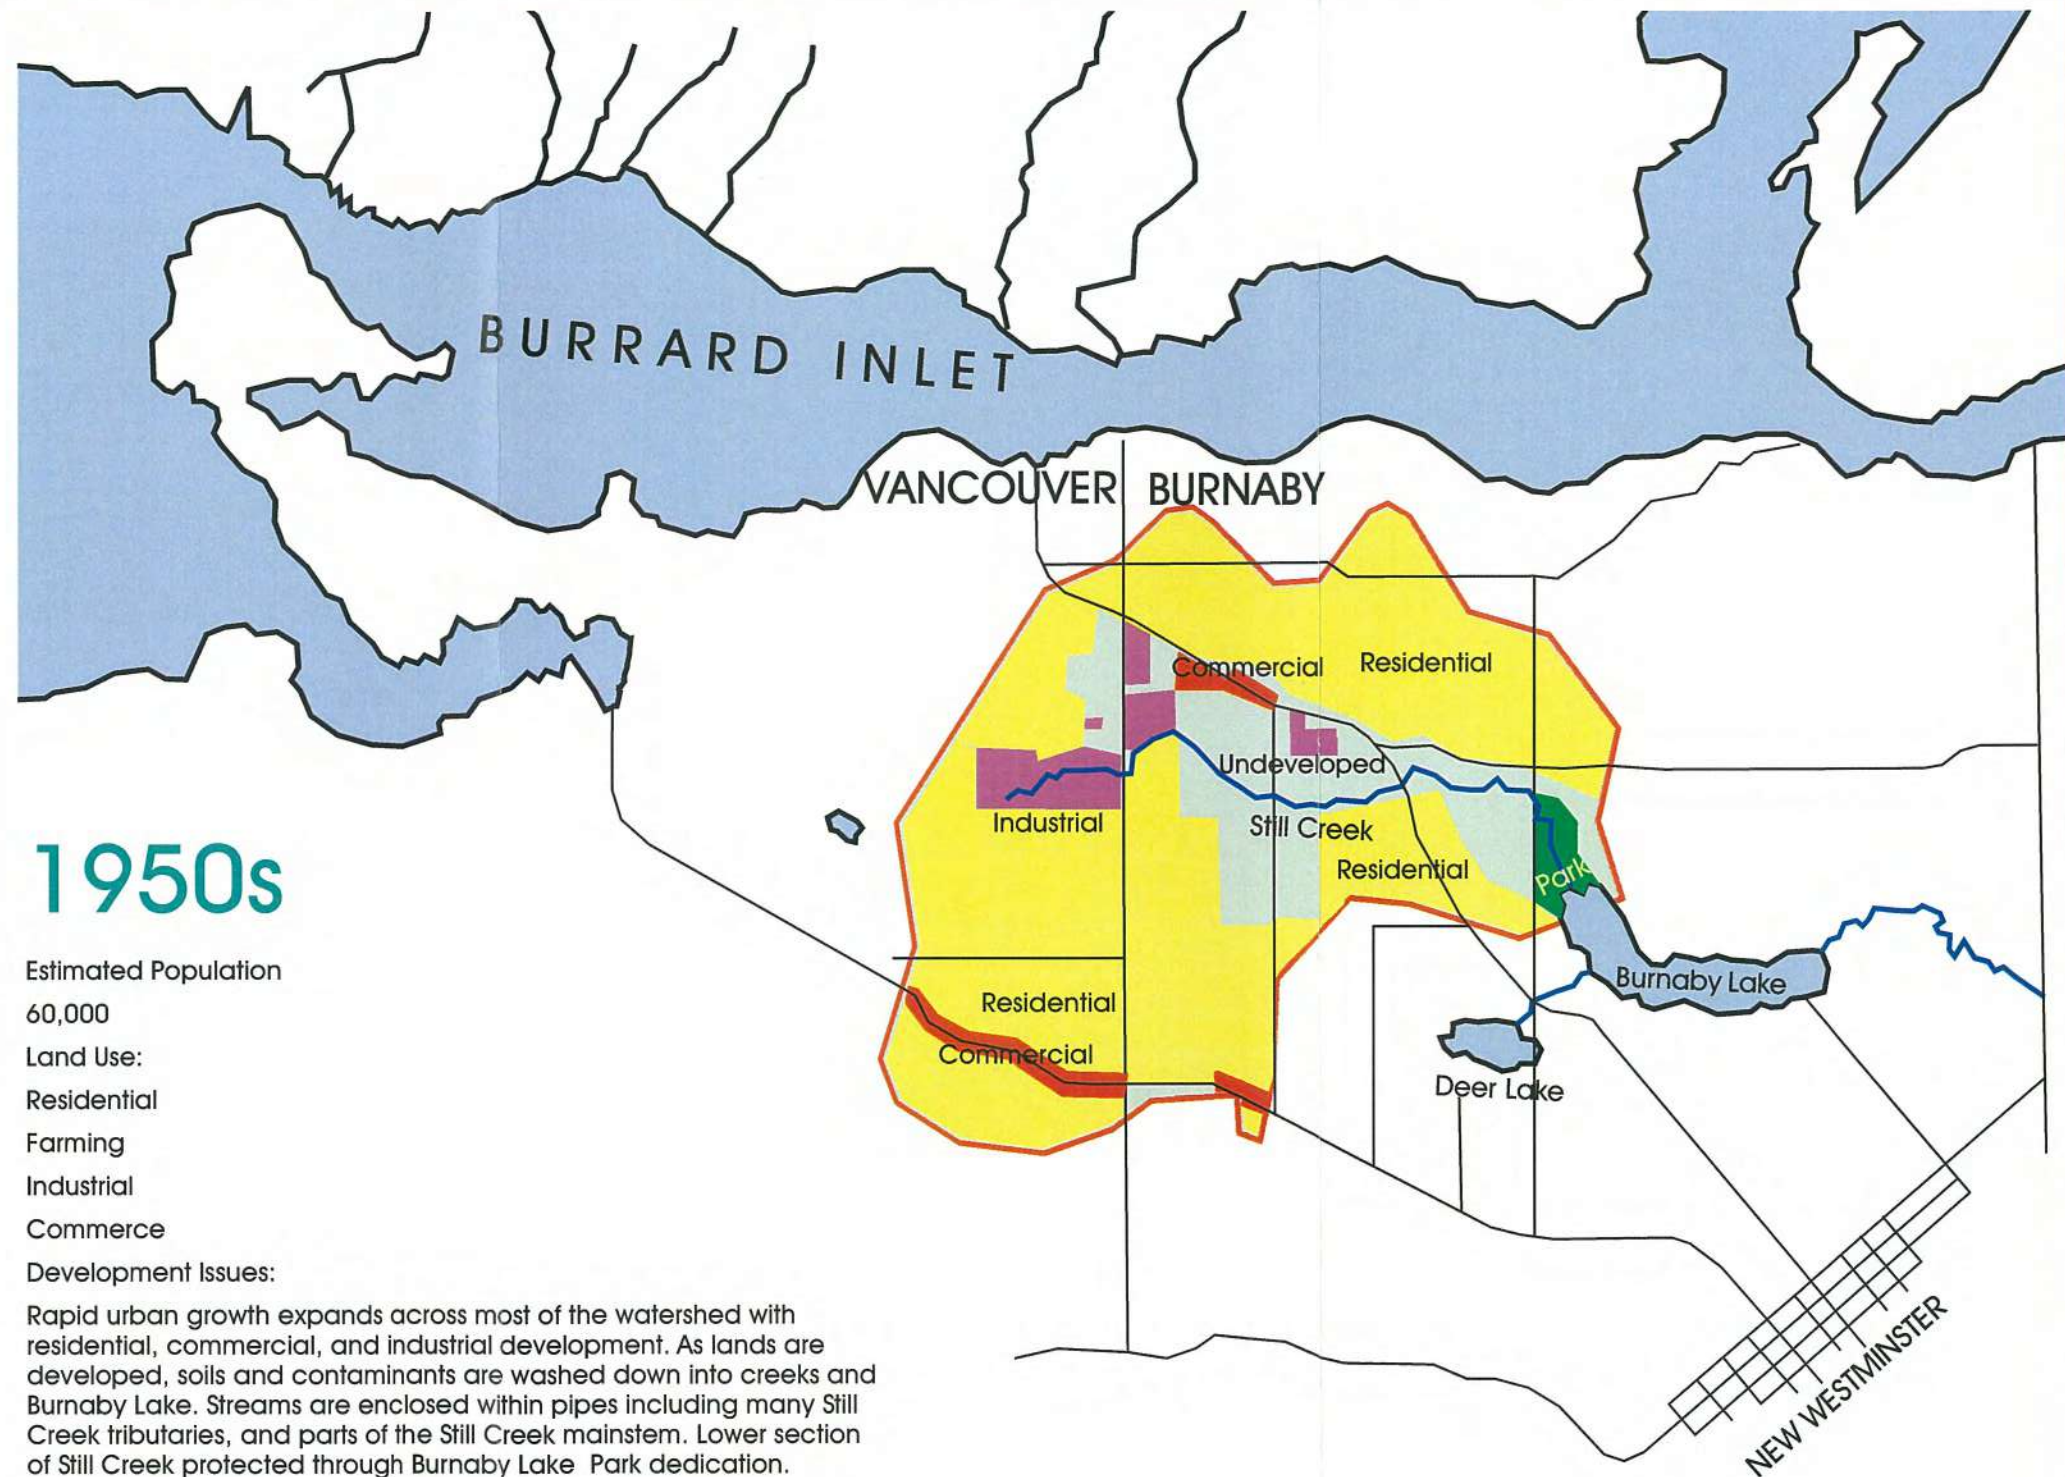 BURRARD INLET
VANCOUVER
BURNABY
Commercial
Residential
Undeveloped
Industrial
Still Creek
Residential
Park
Burnaby Lake
Residential
Commercial
Deer Lake
NEW WESTMINSTER
1950s
Estimated Population
60,000
Land Use:
Residential
Farming
Industrial
Commerce
Development Issues:
Rapid urban growth expands across most of the watershed with
residential, commercial, and industrial development. As lands are
developed, soils and contaminants are washed down into creeks and
Burnaby Lake. Streams are enclosed within pipes including many Still
Creek tributaries, and parts of the Still Creek mainstem. Lower section
of Still Creek protected through Burnaby Lake Park dedication.